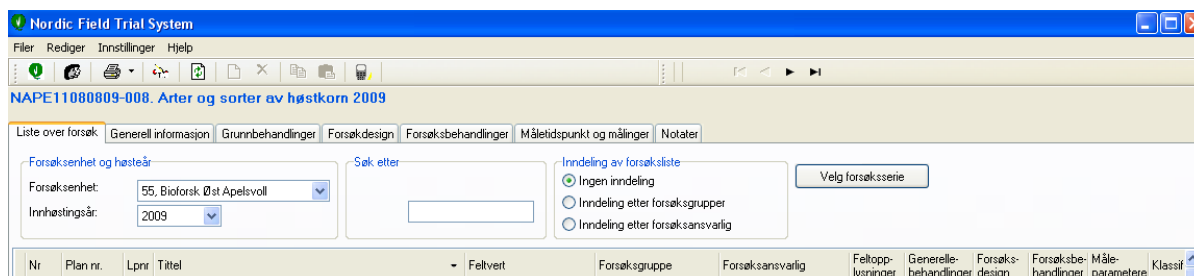 Nordic Field Trial System
Filer Rediger Innstillinger Hjelp
NAPE11080809-008. Arter og sorter av høstkorn 2009
Liste over forsøk Generell informasjon Grunnbehandlinger Forsøkdesign Forsøksbehandlinger Måletidspunkt og målinger Notater
Forsøksenhet og høsteår Søk etter Inndeling av forsøksliste
Forsøksenhet: 55, Bioforsk Øst Apelsvoll Ingen inndeling Velg forsøksserie
Inndeling etter forsøksgrupper
Innhøstingsår: 2009 Inndeling etter forsøksansvarlig
Nr Plan nr. Lpnr Tittel Feltvert Forsøksgruppe Forsøksansvarlig Feltopp- Generelle- Forsøks- Forsøksbe- Måle- Klassif
lysninger behandlinger design handlinger parametere